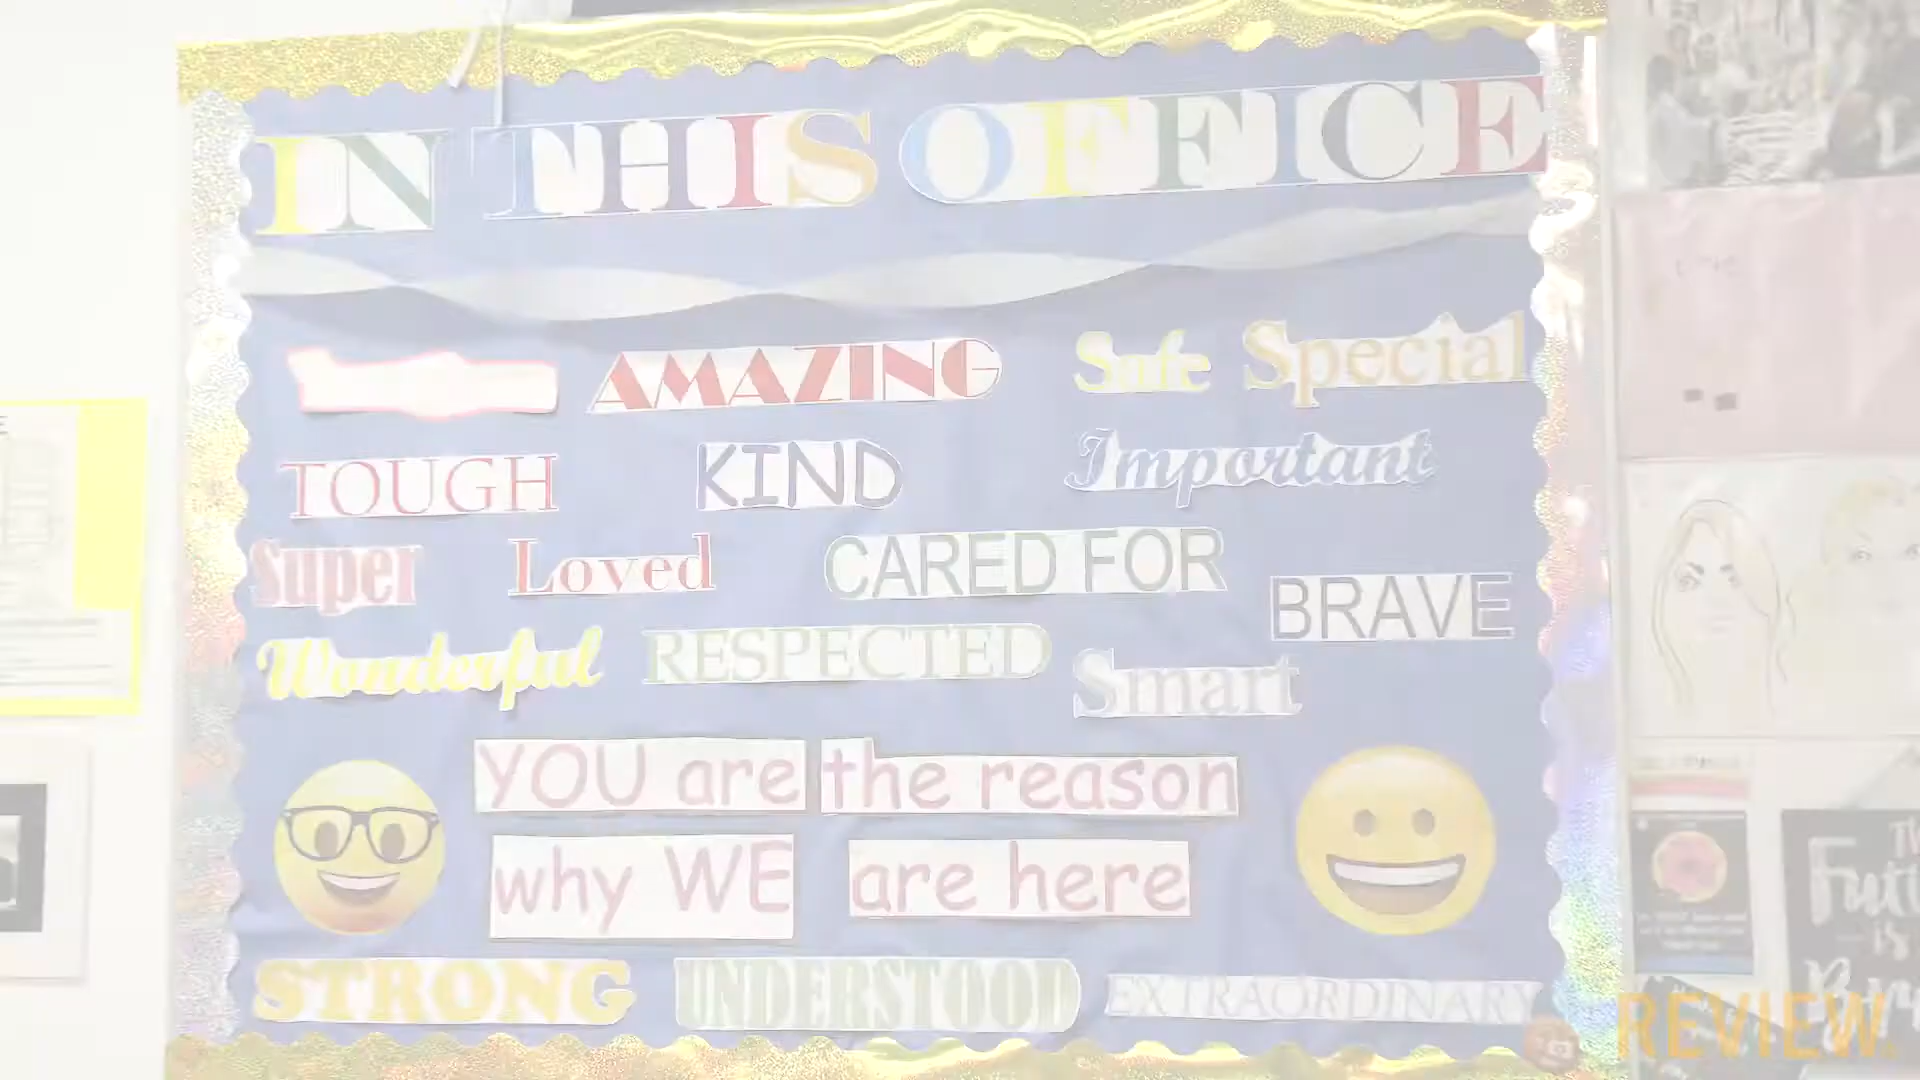 IN THIS OFFICE
AMAZING Safe Special
TOUGH KIND Important
Super Loved CARED FOR BRAVE
Wonderful RESPECTED Smart
YOU are the reason
why WE are here
STRONG UNDERSTOOD EXTRAORDINARY
REVIEW